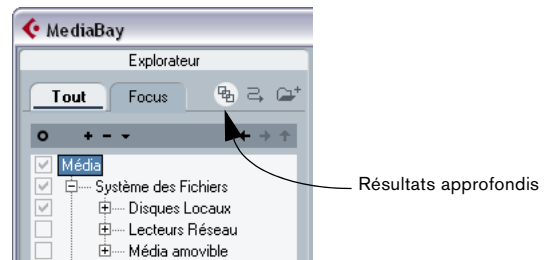 MediaBay
Explorateur
Tout Focus
Média
Système des Fichiers
Disques Locaux
Lecteurs Réseau
Média amovible
Résultats approfondis